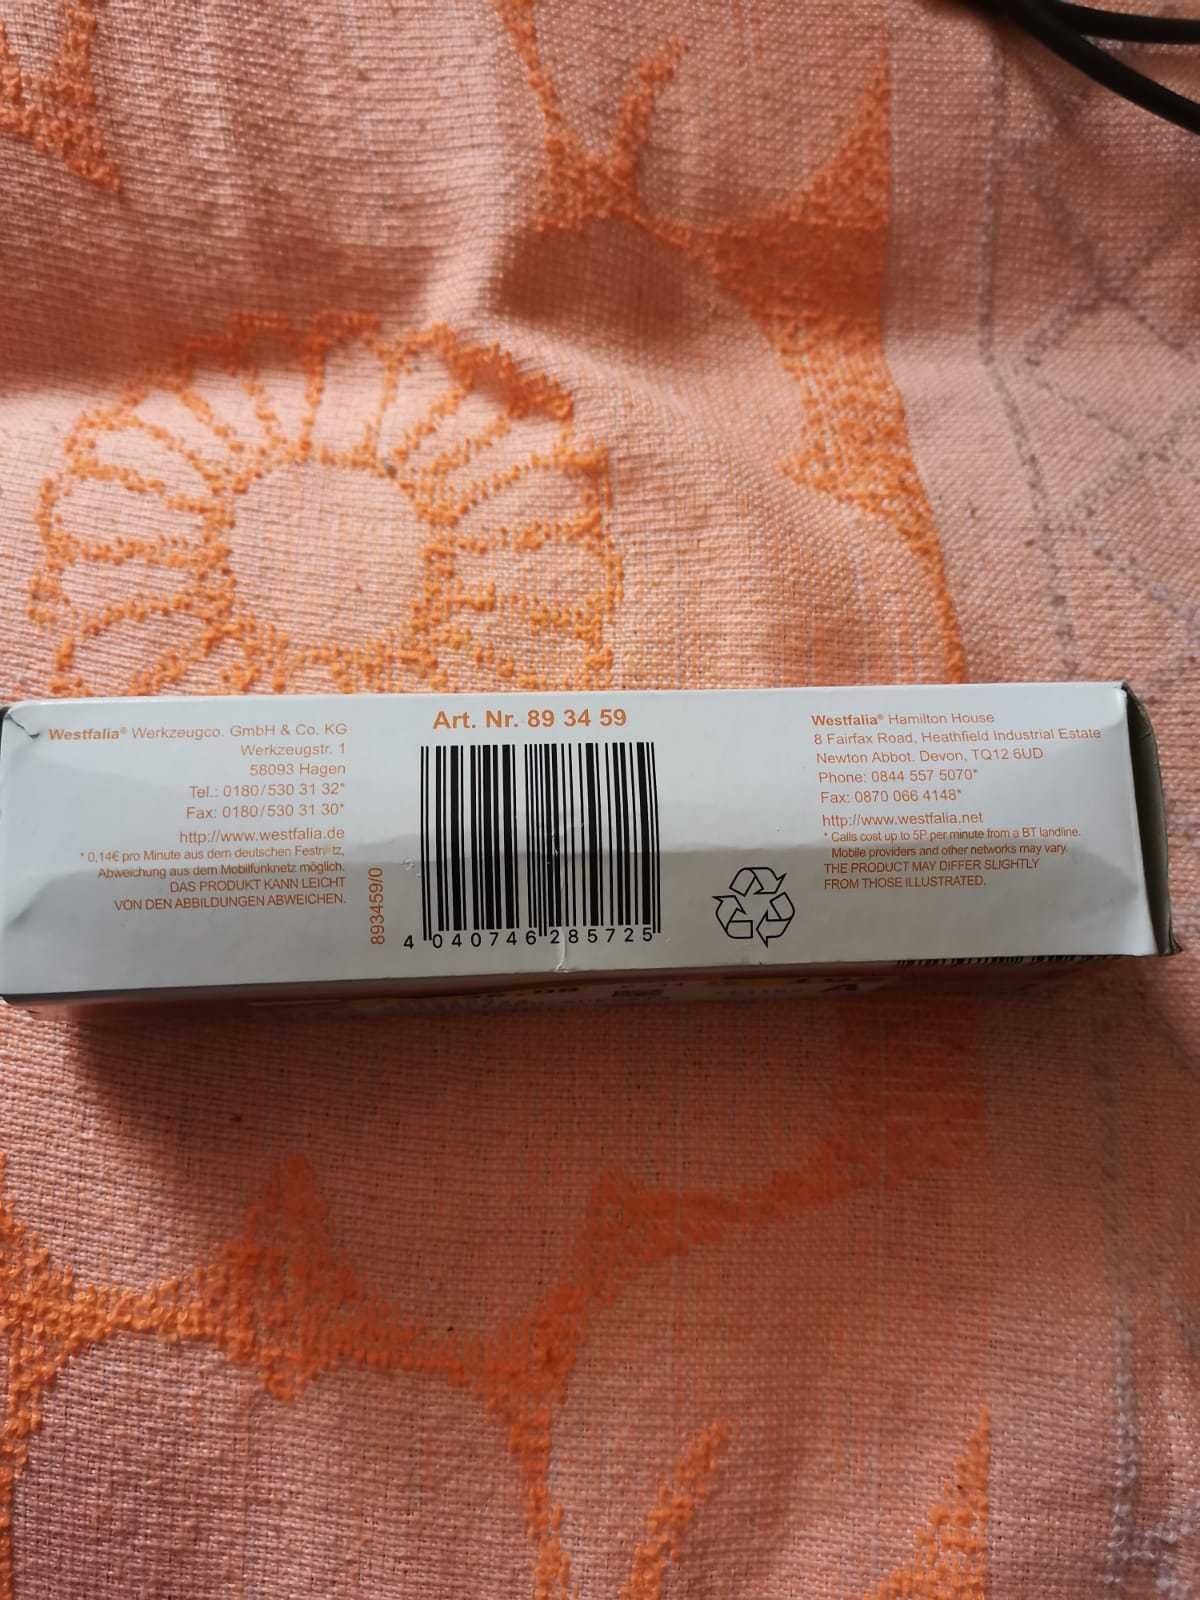 Westfalia® Werkzeugco. GmbH & Co. KG
Werkzeugstr. 1
58093 Hagen
Tel.: 0180/530 31 32*
Fax: 0180/530 31 30*
http://www.westfalia.de
* 0,14€ pro Minute aus dem deutschen Festnetz,
Abweichung aus dem Mobilfunknetz möglich.
DAS PRODUKT KANN LEICHT
VON DEN ABBILDUNGEN ABWEICHEN.
893459/0
Art. Nr. 89 34 59
4 040746 285725
Westfalia® Hamilton House
8 Fairfax Road, Heathfield Industrial Estate
Newton Abbot. Devon, TQ12 6UD
Phone: 0844 557 5070*
Fax: 0870 066 4148*
http://www.westfalia.net
* Calls cost up to 5P per minute from a BT landline.
Mobile providers and other networks may vary.
THE PRODUCT MAY DIFFER SLIGHTLY
FROM THOSE ILLUSTRATED.